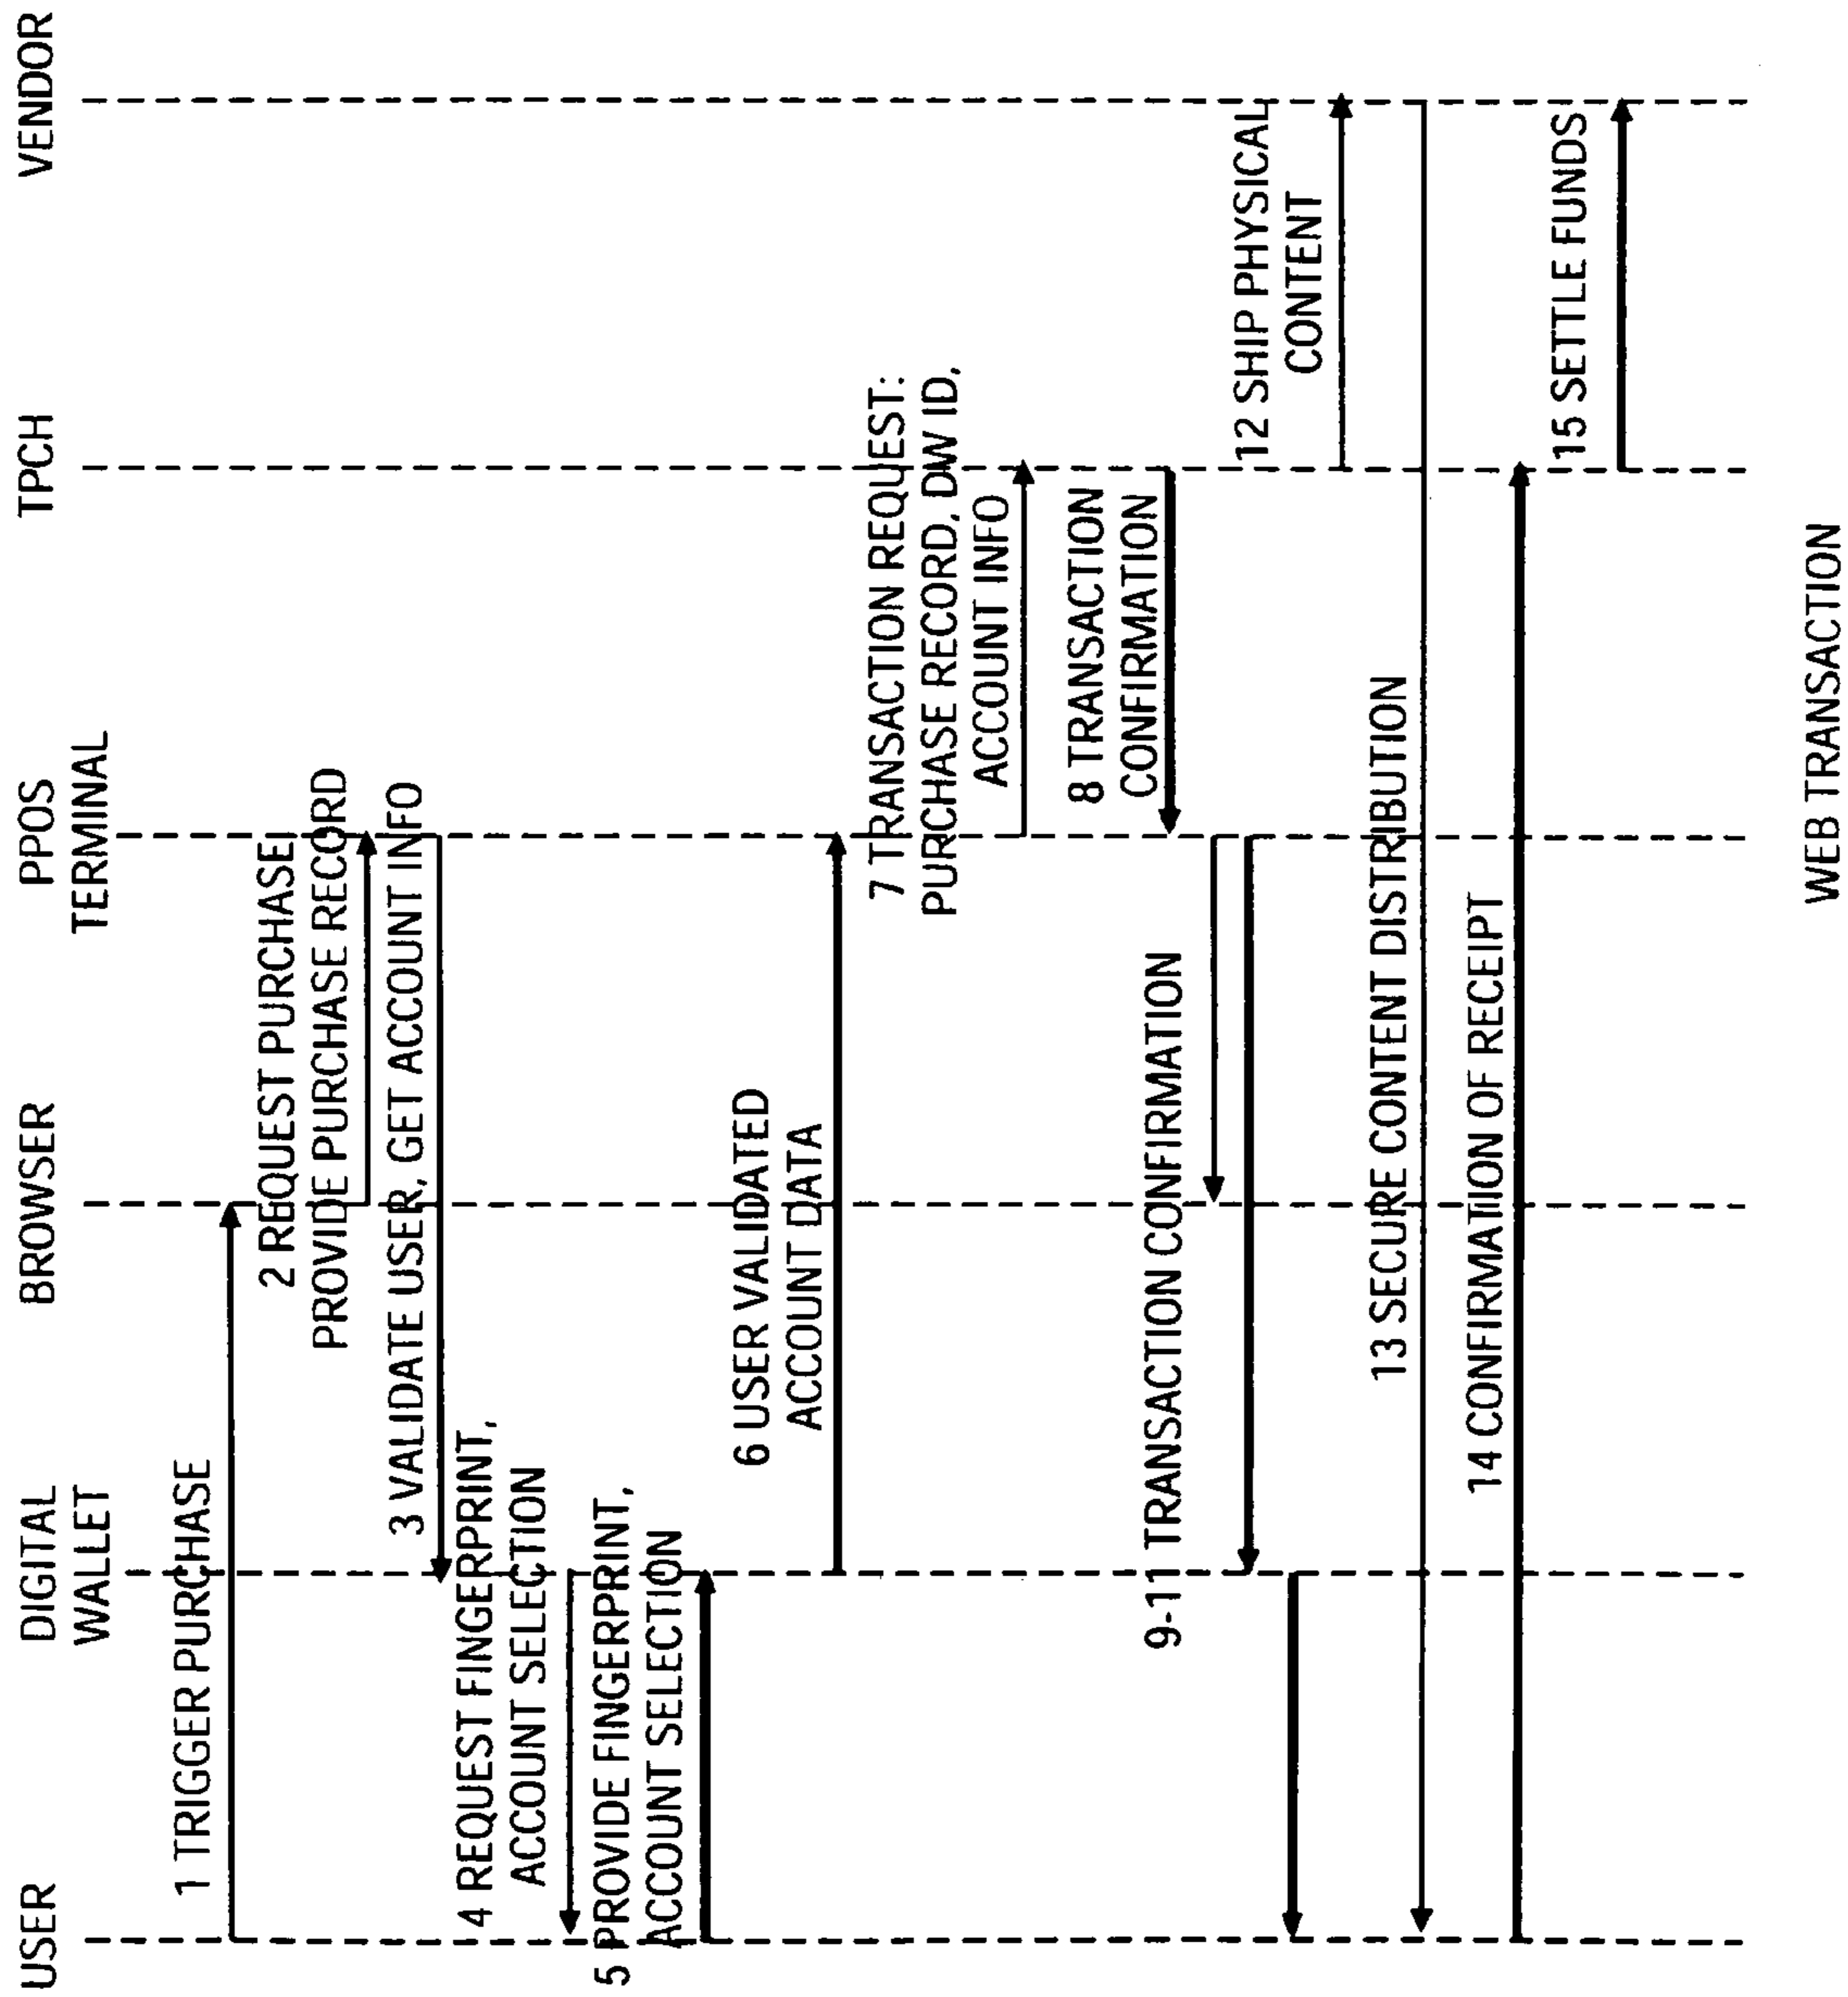 USER
DIGITAL
WALLET
BROWSER
PPOS
TERMINAL
TPCH
VENDOR
1 TRIGGER PURCHASE
2 REQUEST PURCHASE
PROVIDE PURCHASE RECORD
3 VALIDATE USER, GET ACCOUNT INFO
4 REQUEST FINGERPRINT,
ACCOUNT SELECTION
5 PROVIDE FINGERPRINT,
ACCOUNT SELECTION
6 USER VALIDATED
ACCOUNT DATA
7 TRANSACTION REQUEST:
PURCHASE RECORD, DW ID,
ACCOUNT INFO
8 TRANSACTION
CONFIRMATION
9-11 TRANSACTION CONFIRMATION
12 SHIP PHYSICAL
CONTENT
13 SECURE CONTENT DISTRIBUTION
14 CONFIRMATION OF RECEIPT
15 SETTLE FUNDS
WEB TRANSACTION